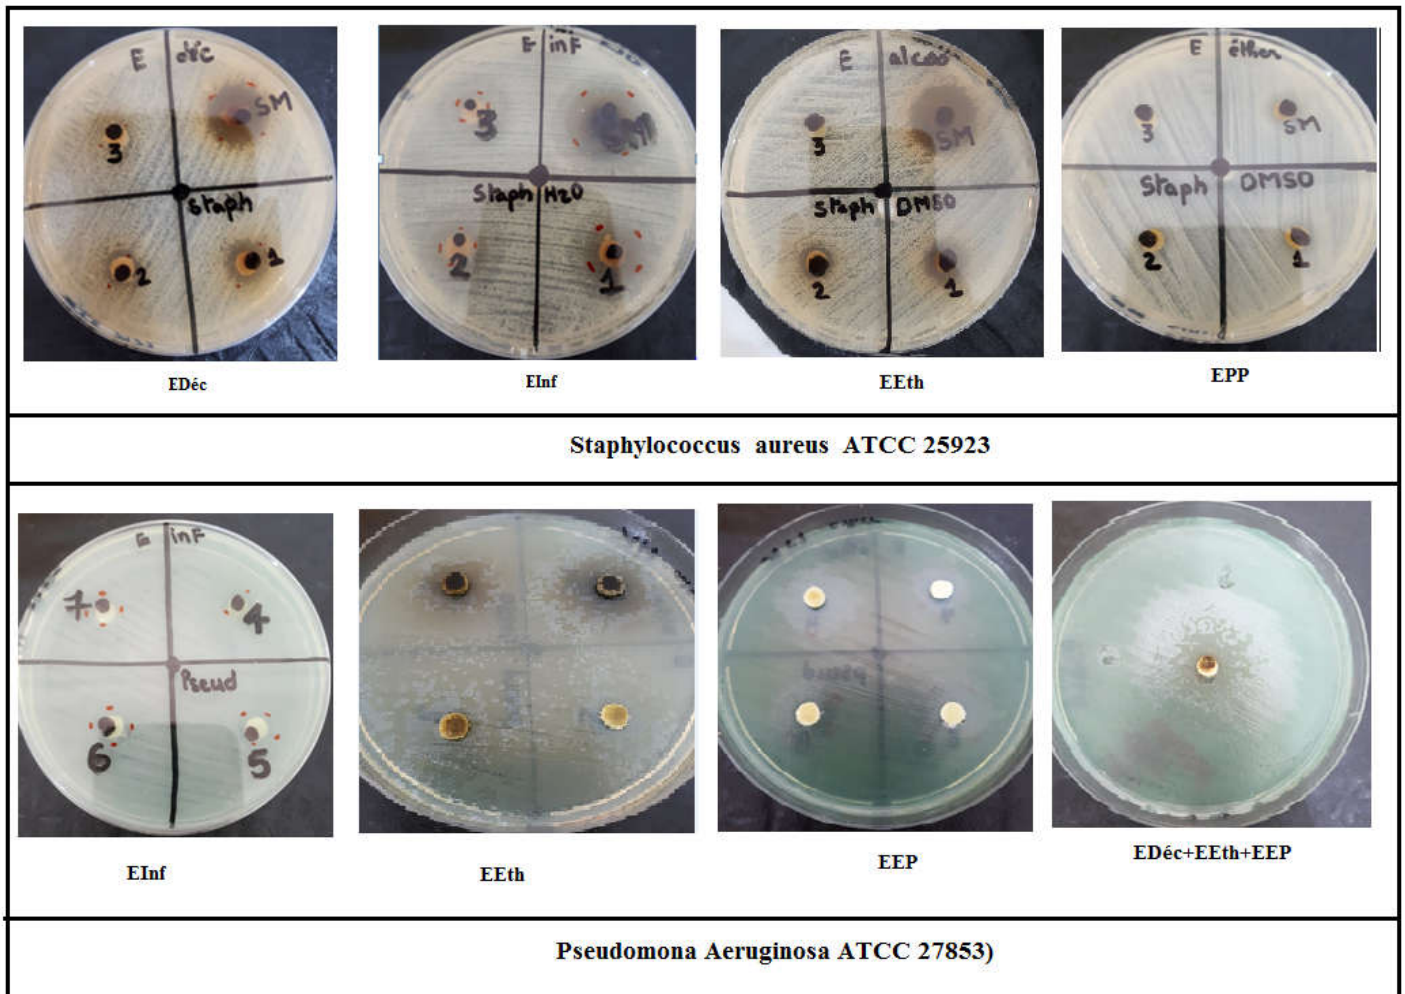 E déc
SM
3
Staph
2
1
E inF
3
SM
Staph H2O
2
1
E alcoo
3
SM
Staph DMSO
2
1
E éther
3
SM
Staph DMSO
2
1
EDéc
EInf
EEth
EPP
Staphylococcus aureus ATCC 25923
E inF
7
4
Pseud
6
5
EInf
EEth
EEP
EDéc+EEth+EEP
Pseudomona Aeruginosa ATCC 27853)